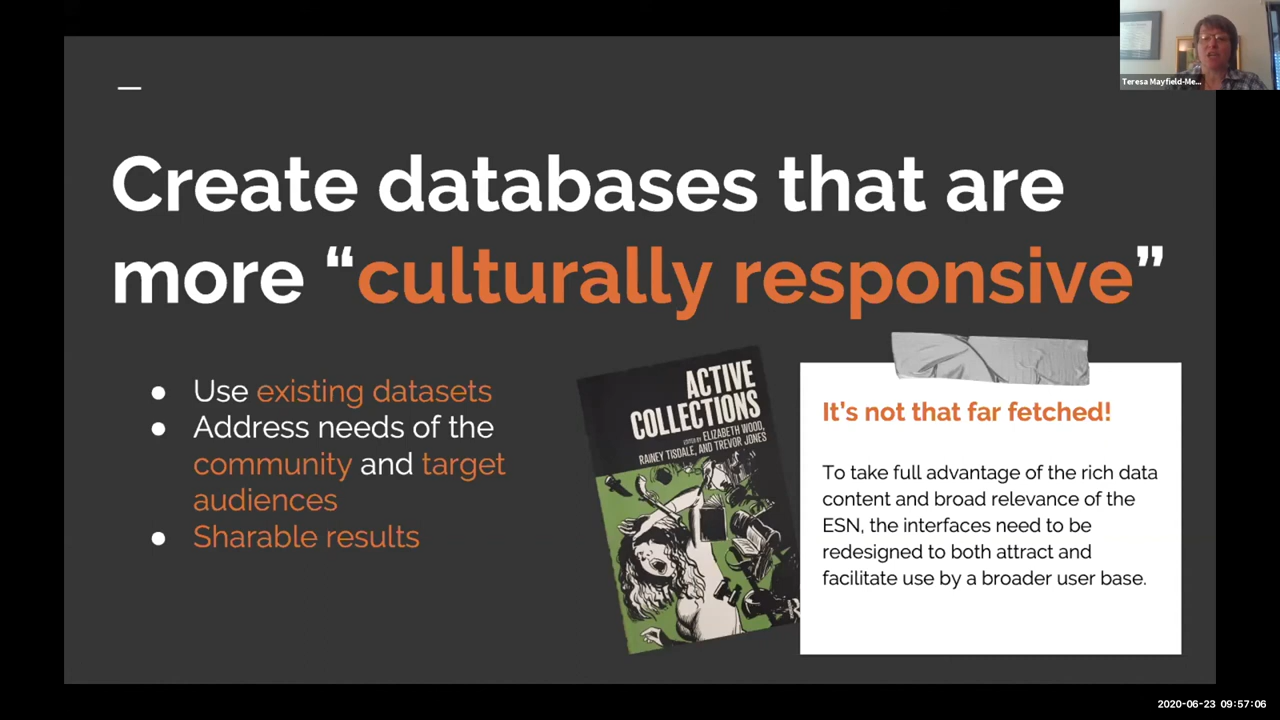 Teresa Mayfield-Me...
Create databases that are
more “culturally responsive”
● Use existing datasets
● Address needs of the
community and target
audiences
● Sharable results
ACTIVE
COLLECTIONS
EDITED BY ELIZABETH WOOD,
RAINEY TISDALE, AND TREVOR JONES
It's not that far fetched!
To take full advantage of the rich data
content and broad relevance of the
ESN, the interfaces need to be
redesigned to both attract and
facilitate use by a broader user base.
2020-06-23 09:57:06